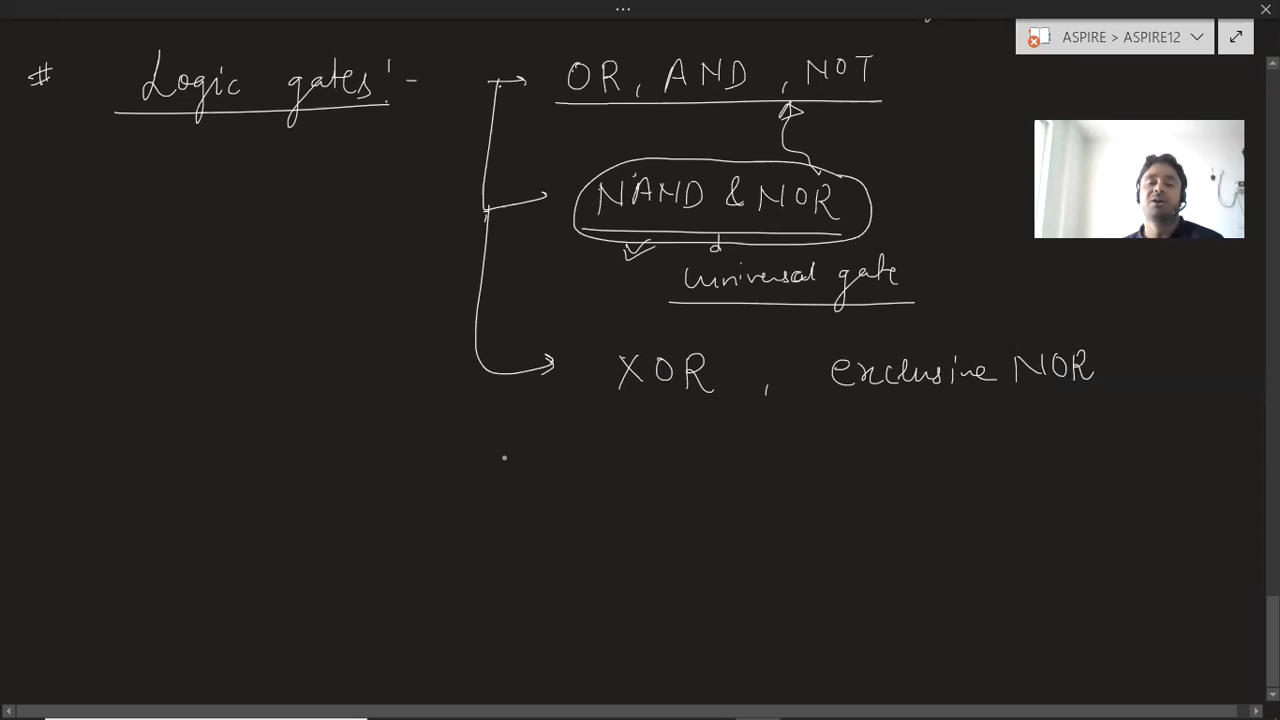 ...
ASPIRE > ASPIRE12
# Logic gates :- → OR, AND, NOT
NAND & NOR
universal gate
XOR , exclusive NOR